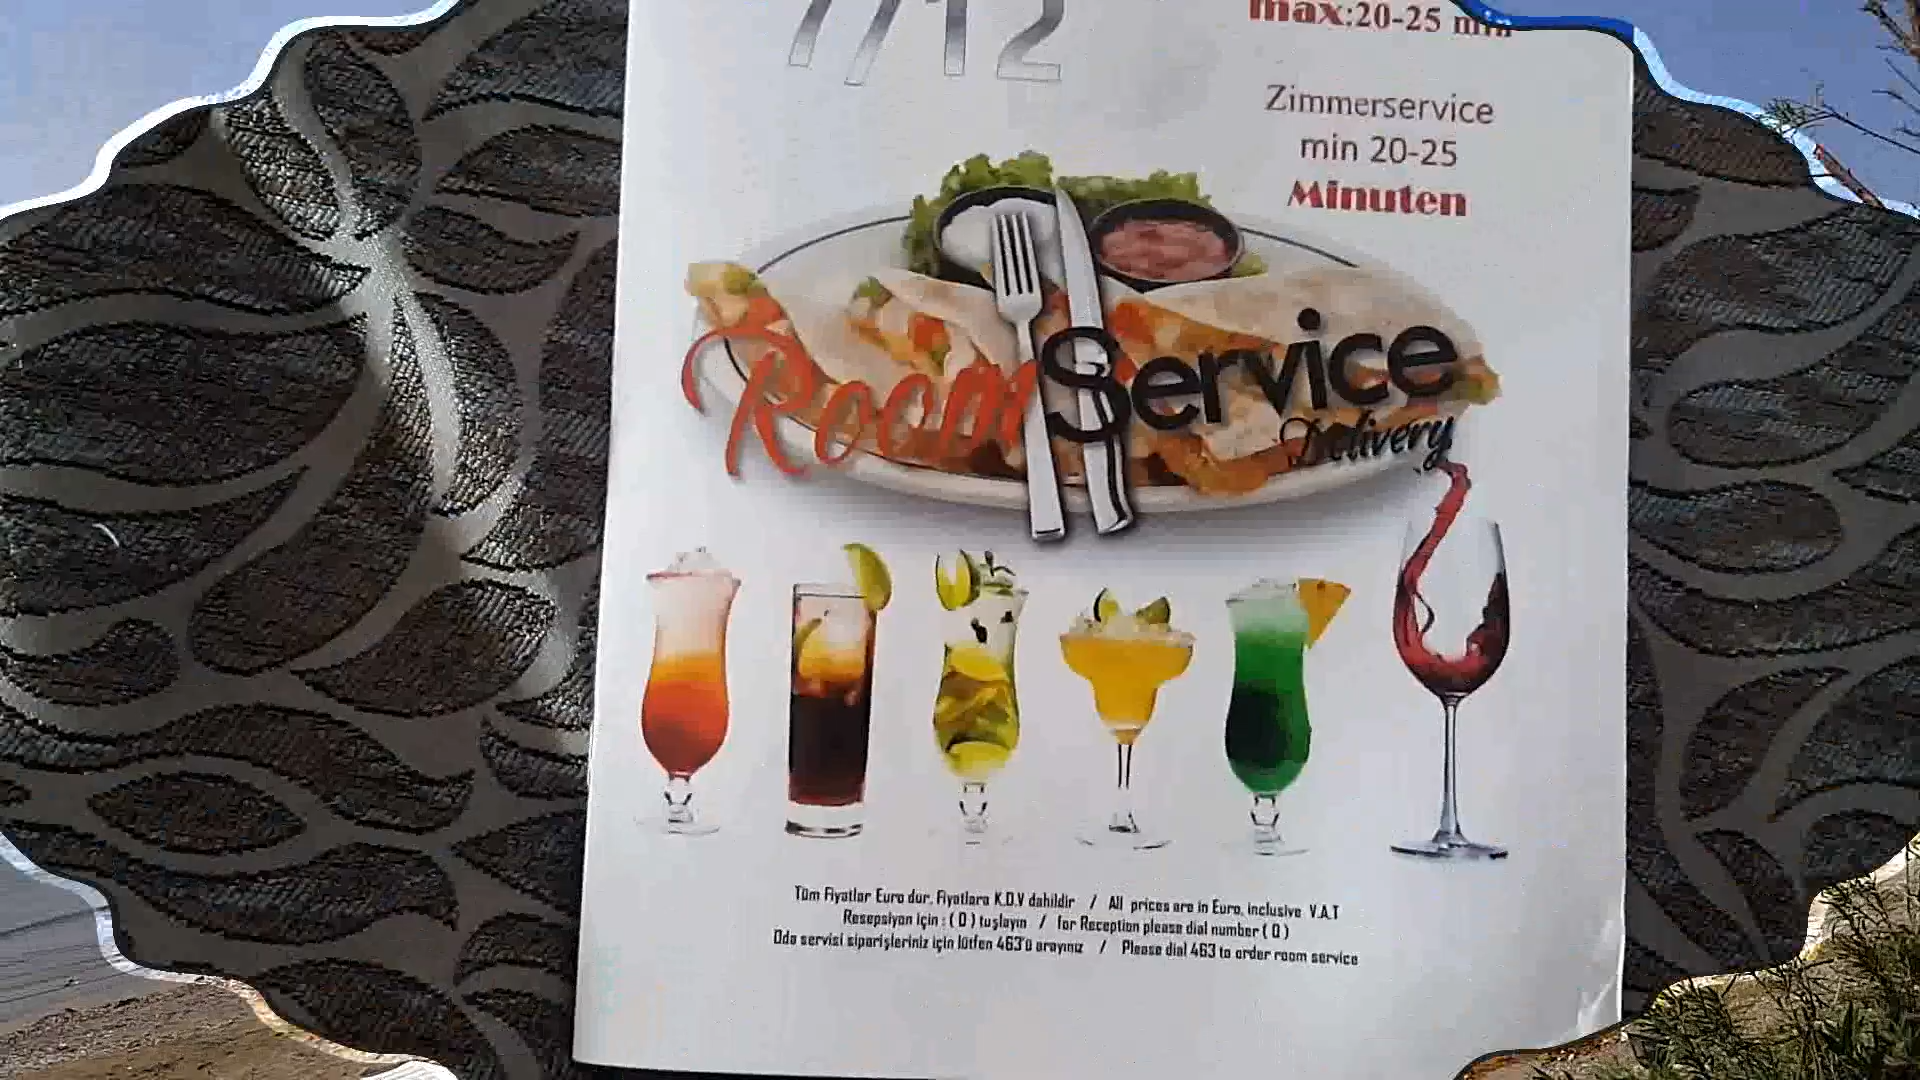 7/12
max:20-25 min
Zimmerservice
min 20-25
Minuten
Room Service
Delivery
Tüm Fiyatlar Euro dur, Fiyatlara K.D.V dahildir / All prices are in Euro, inclusive V.A.T
Resepsiyon için : ( 0 ) tuşlayın / for Reception please dial number ( 0 )
Oda servisi siparişleriniz için lütfen 463'ü arayınız / Please dial 463 to order room service